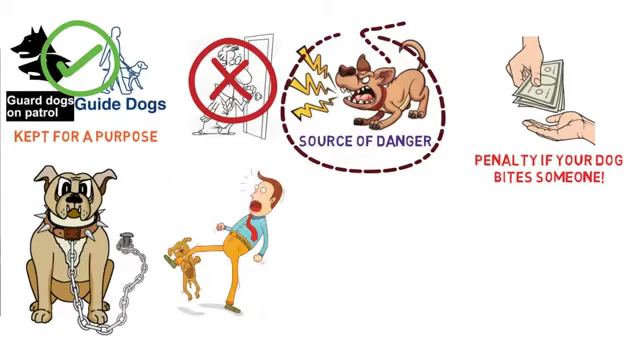 Guard dogs
on patrol
Guide Dogs
KEPT FOR A PURPOSE
SOURCE OF DANGER
PENALTY IF YOUR DOG
BITES SOMEONE!